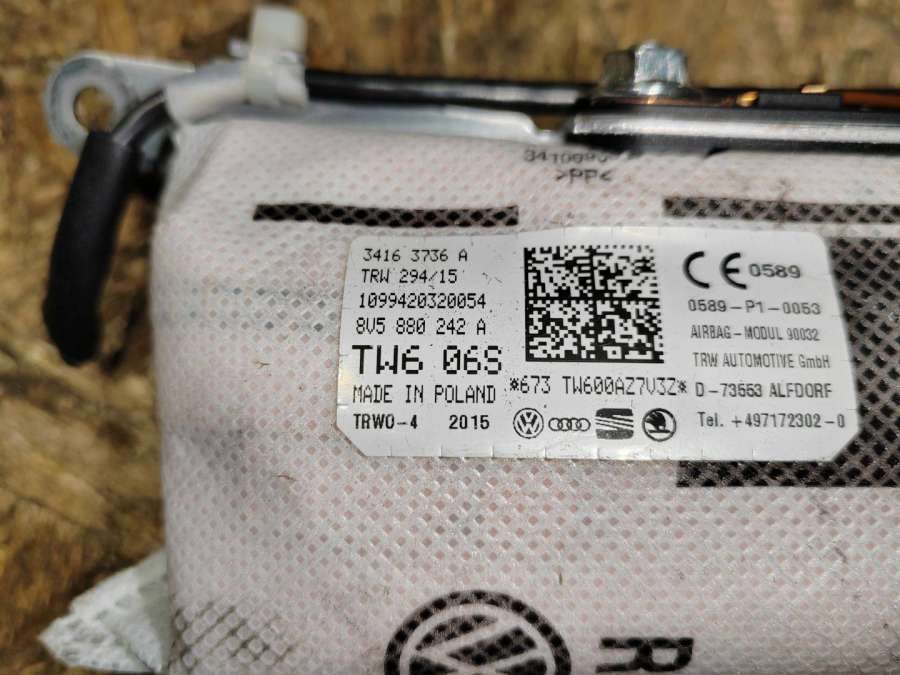 >PP<
3416 3736 A
TRW 294/15
1099420320054
8V5 880 242 A
TW6 06S
MADE IN POLAND
TRWO-4 2015
*673 TW600AZ7V3Z*
CE 0589
0589-P1-0053
AIRBAG-MODUL 90032
TRW AUTOMOTIVE GmbH
D-73553 ALFDORF
Tel. +497172302-0
R